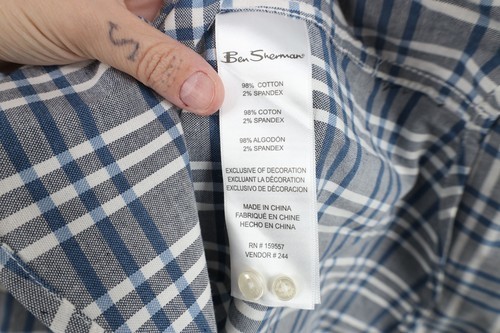 Ben Sherman
98% COTTON
2% SPANDEX
98% COTON
2% SPANDEX
98% ALGODÓN
2% SPANDEX
EXCLUSIVE OF DECORATION
EXCLUANT LA DÉCORATION
EXCLUSIVO DE DECORACIÓN
MADE IN CHINA
FABRIQUÉ EN CHINE
HECHO EN CHINA
RN # 159557
VENDOR # 244